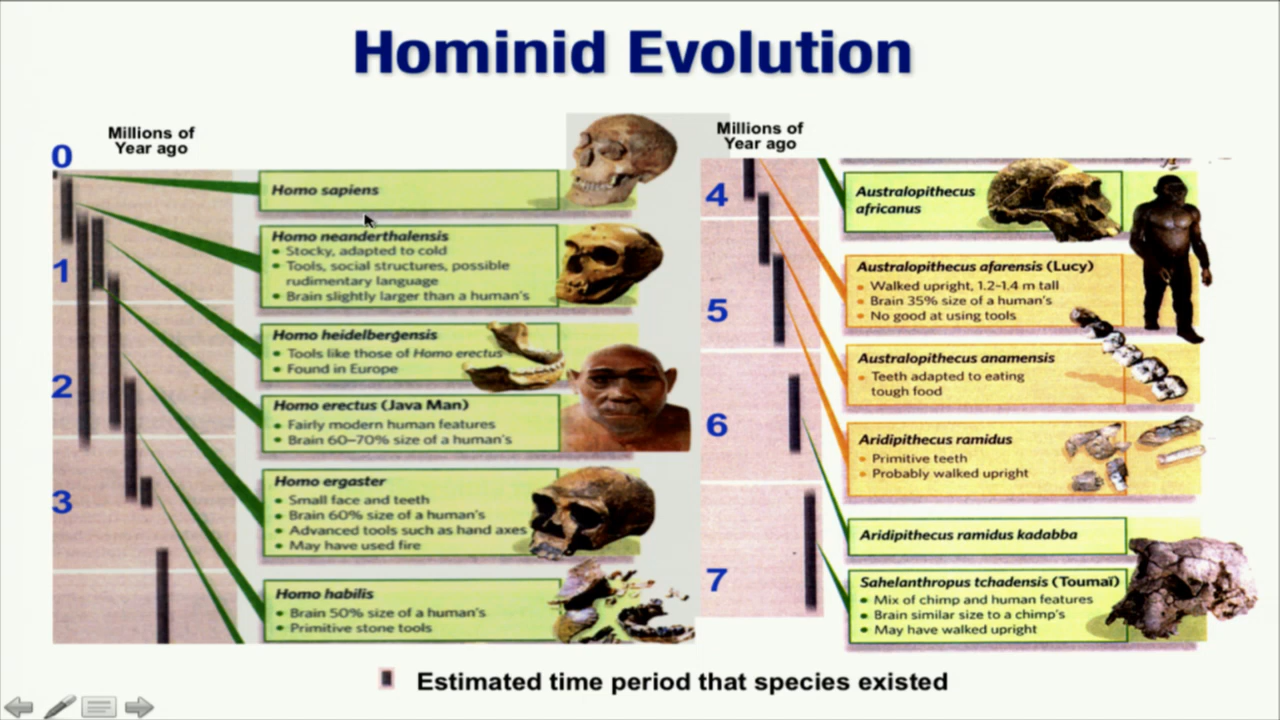 Hominid Evolution
Millions of
Year ago
0
1
2
3
Homo sapiens
Homo neanderthalensis
• Stocky, adapted to cold
• Tools, social structures, possible
rudimentary language
• Brain slightly larger than a human's
Homo heidelbergensis
• Tools like those of Homo erectus
• Found in Europe
Homo erectus (Java Man)
• Fairly modern human features
• Brain 60–70% size of a human's
Homo ergaster
• Small face and teeth
• Brain 60% size of a human's
• Advanced tools such as hand axes
• May have used fire
Homo habilis
• Brain 50% size of a human's
• Primitive stone tools
Millions of
Year ago
4
5
6
7
Australopithecus
africanus
Australopithecus afarensis (Lucy)
• Walked upright, 1.2–1.4 m tall
• Brain 35% size of a human's
• No good at using tools
Australopithecus anamensis
• Teeth adapted to eating
tough food
Aridipithecus ramidus
• Primitive teeth
• Probably walked upright
Aridipithecus ramidus kadabba
Sahelanthropus tchadensis (Toumaï)
• Mix of chimp and human features
• Brain similar size to a chimp's
• May have walked upright
Estimated time period that species existed